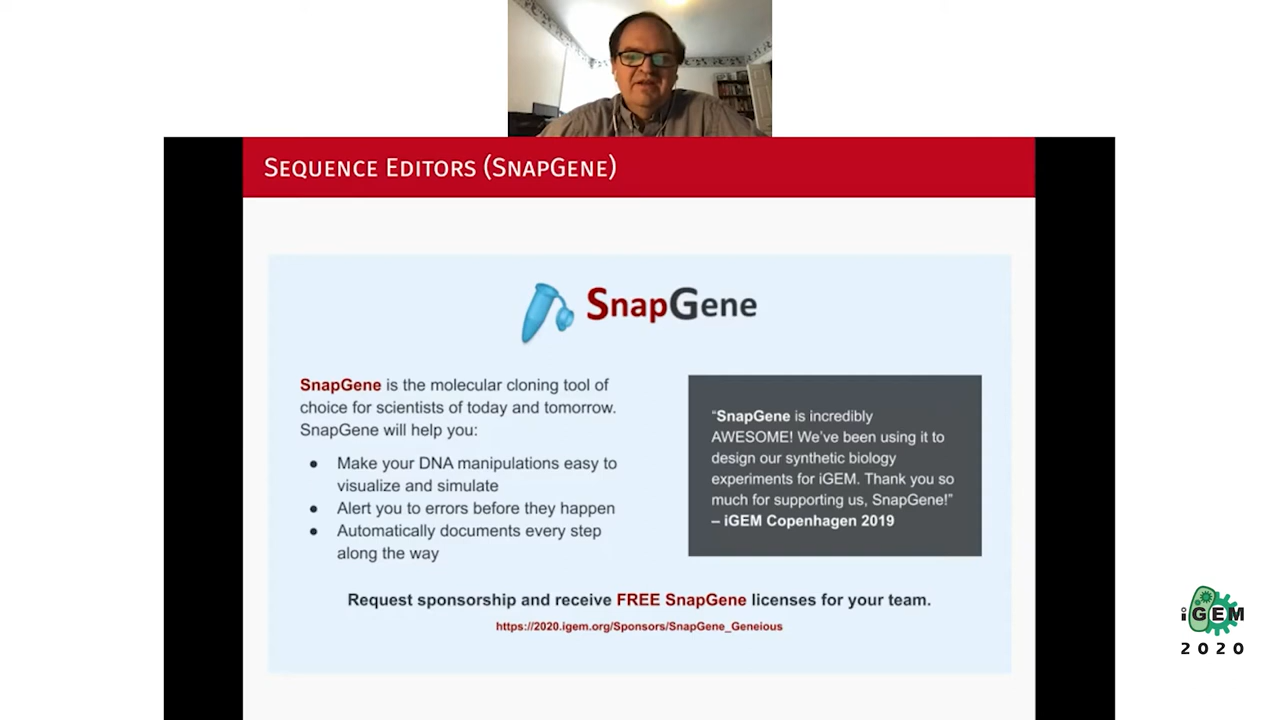 SEQUENCE EDITORS (SNAPGENE)
SnapGene
SnapGene is the molecular cloning tool of
choice for scientists of today and tomorrow.
SnapGene will help you:
● Make your DNA manipulations easy to
visualize and simulate
● Alert you to errors before they happen
● Automatically documents every step
along the way
“SnapGene is incredibly
AWESOME! We’ve been using it to
design our synthetic biology
experiments for iGEM. Thank you so
much for supporting us, SnapGene!”
– iGEM Copenhagen 2019
Request sponsorship and receive FREE SnapGene licenses for your team.
https://2020.igem.org/Sponsors/SnapGene_Geneious
iGEM
2020